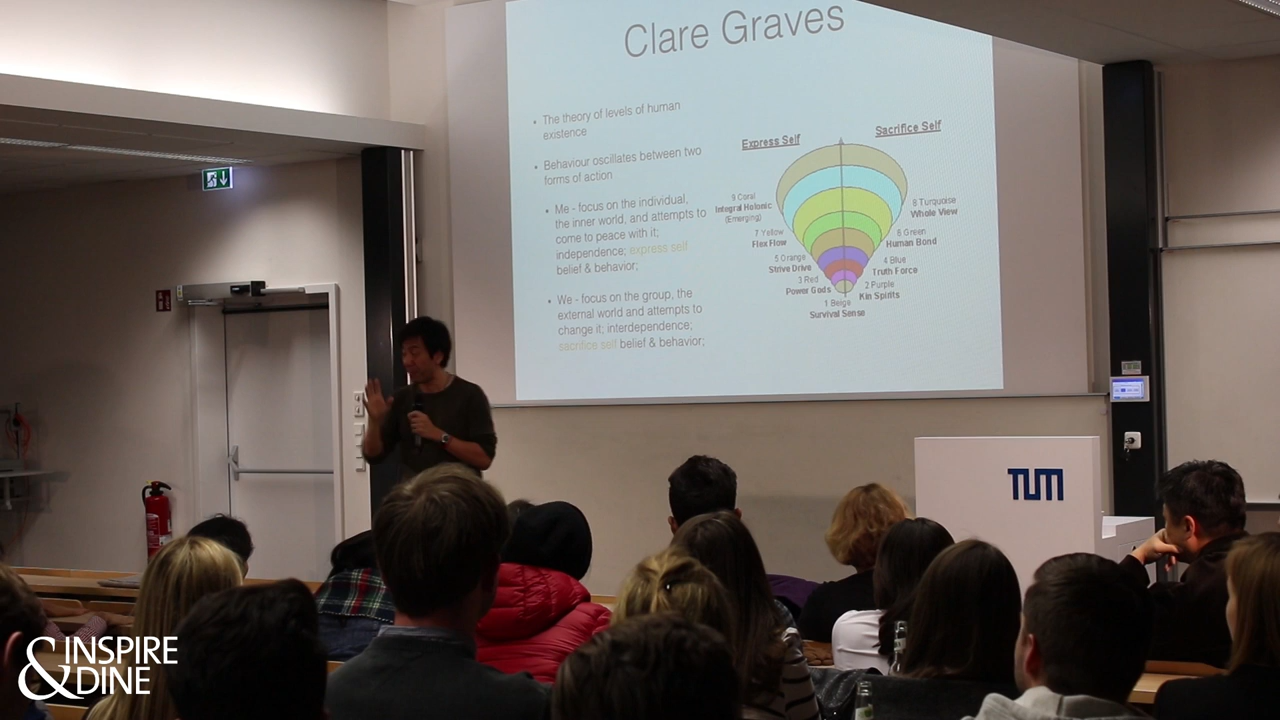 Clare Graves
• The theory of levels of human
existence
• Behaviour oscillates between two
forms of action
• Me - focus on the individual,
the inner world, and attempts to
come to peace with it;
independence; express self
belief & behavior;
• We - focus on the group, the
external world and attempts to
change it; interdependence;
sacrifice self belief & behavior;
Express Self
Sacrifice Self
9 Coral
Integral Holonic
(Emerging)
8 Turquoise
Whole View
7 Yellow
Flex Flow
6 Green
Human Bond
5 Orange
Strive Drive
4 Blue
Truth Force
3 Red
Power Gods
2 Purple
Kin Spirits
1 Beige
Survival Sense
TUM
& INSPIRE
DINE